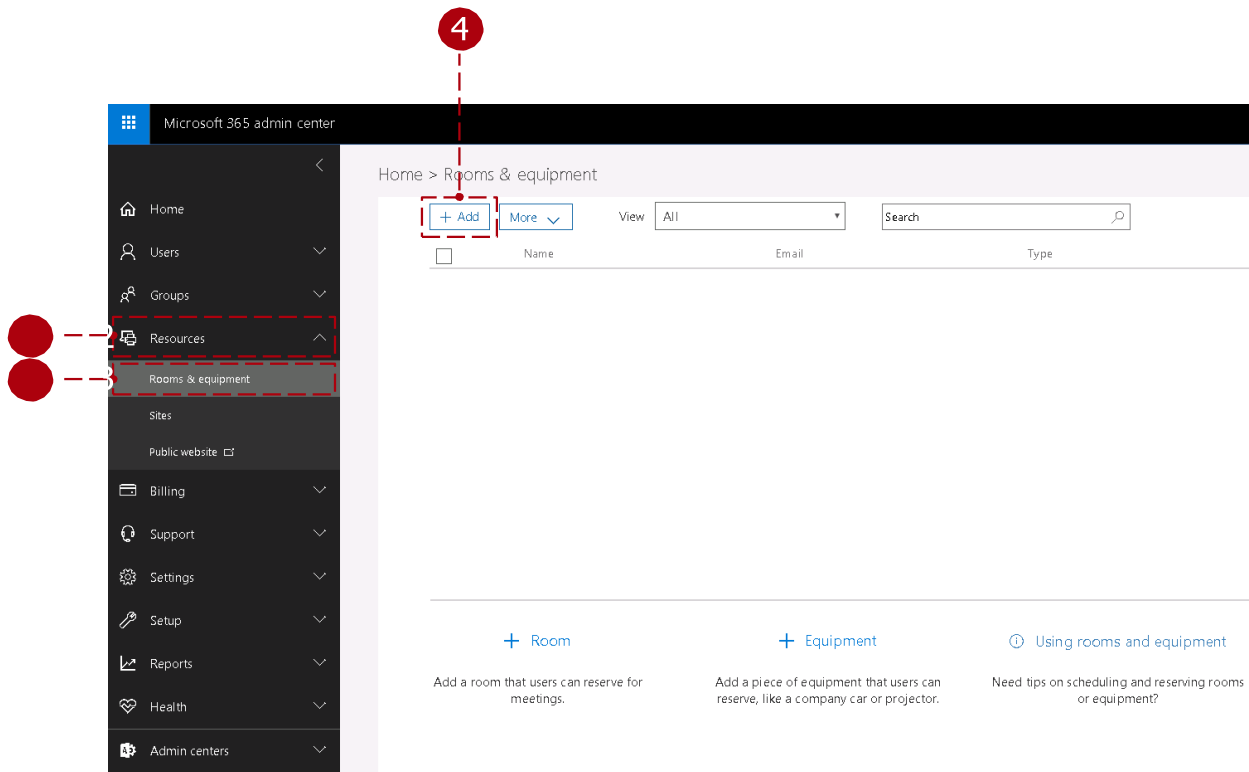 4
Microsoft 365 admin center
Home > Rooms & equipment
+ Add
More
View
All
Search
Name
Email
Type
Home
Users
Groups
2
Resources
3
Rooms & equipment
Sites
Public website
Billing
Support
Settings
Setup
Reports
Health
Admin centers
+ Room
Add a room that users can reserve for
meetings.
+ Equipment
Add a piece of equipment that users can
reserve, like a company car or projector.
Using rooms and equipment
Need tips on scheduling and reserving rooms
or equipment?